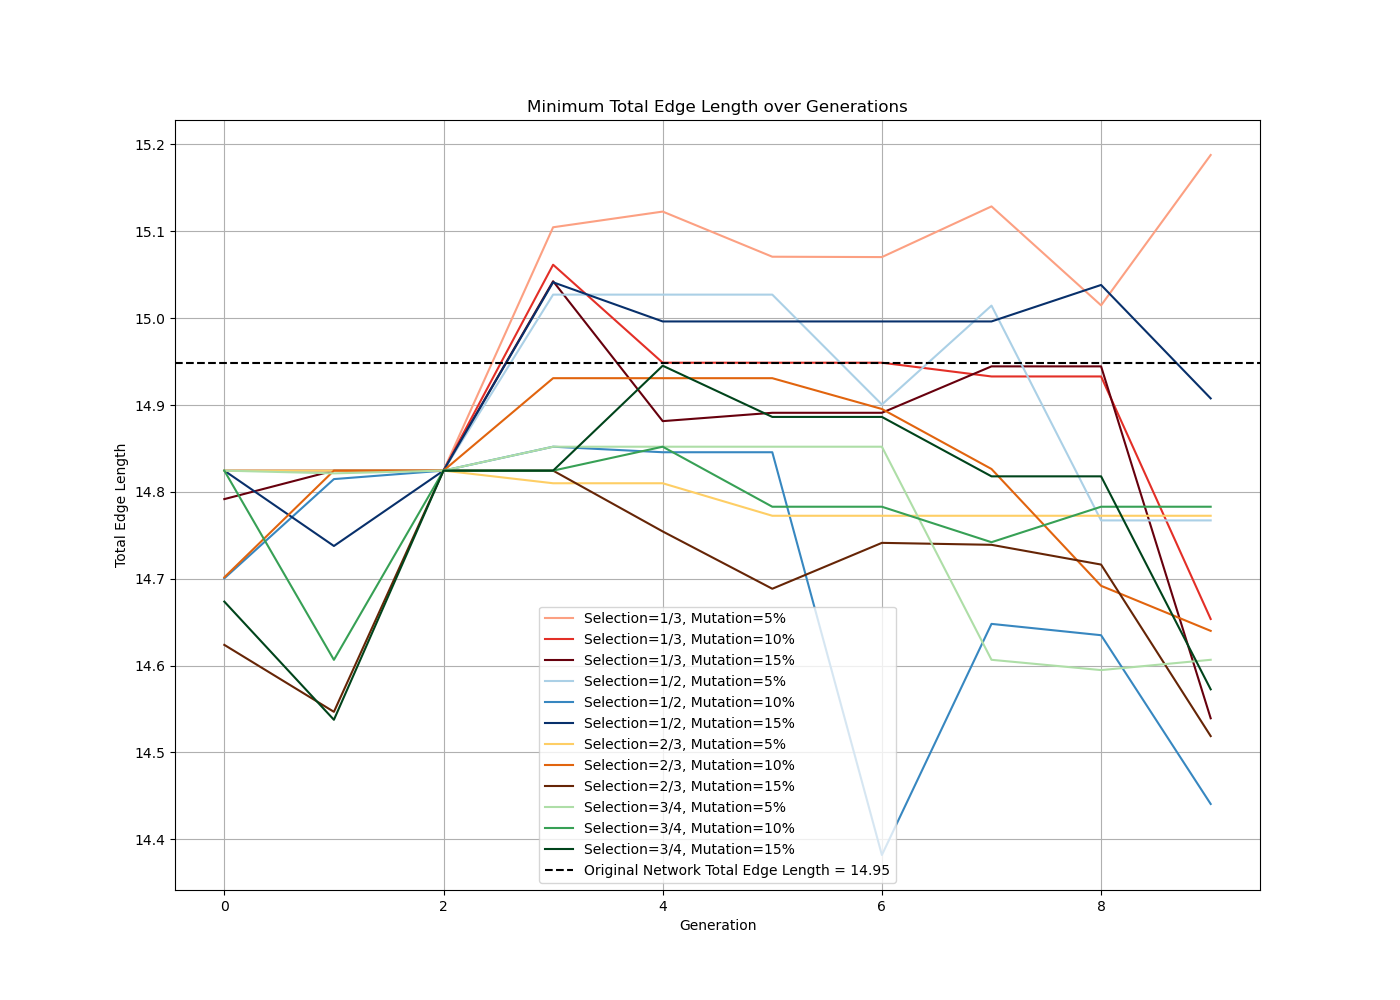 Minimum Total Edge Length over Generations
15.2
15.1
15.0
14.9
14.8
14.7
14.6
14.5
14.4
Total Edge Length
Selection=1/3, Mutation=5%
Selection=1/3, Mutation=10%
Selection=1/3, Mutation=15%
Selection=1/2, Mutation=5%
Selection=1/2, Mutation=10%
Selection=1/2, Mutation=15%
Selection=2/3, Mutation=5%
Selection=2/3, Mutation=10%
Selection=2/3, Mutation=15%
Selection=3/4, Mutation=5%
Selection=3/4, Mutation=10%
Selection=3/4, Mutation=15%
Original Network Total Edge Length = 14.95
0 2 4 6 8
Generation